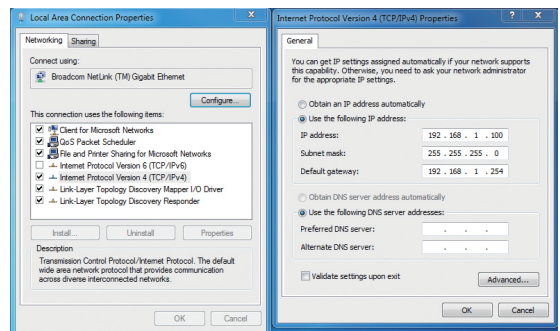 Local Area Connection Properties
Networking
Sharing
Connect using:
Broadcom NetLink (TM) Gigabit Ethernet
Configure...
This connection uses the following items:
Client for Microsoft Networks
QoS Packet Scheduler
File and Printer Sharing for Microsoft Networks
Internet Protocol Version 6 (TCP/IPv6)
Internet Protocol Version 4 (TCP/IPv4)
Link-Layer Topology Discovery Mapper I/O Driver
Link-Layer Topology Discovery Responder
Install...
Uninstall
Properties
Description
Transmission Control Protocol/Internet Protocol. The default
wide area network protocol that provides communication
across diverse interconnected networks.
OK
Cancel
Internet Protocol Version 4 (TCP/IPv4) Properties
General
You can get IP settings assigned automatically if your network supports
this capability. Otherwise, you need to ask your network administrator
for the appropriate IP settings.
Obtain an IP address automatically
Use the following IP address:
IP address: 192 . 168 . 1 . 100
Subnet mask: 255 . 255 . 255 . 0
Default gateway: 192 . 168 . 1 . 254
Obtain DNS server address automatically
Use the following DNS server addresses:
Preferred DNS server: . . .
Alternate DNS server: . . .
Validate settings upon exit
Advanced...
OK
Cancel